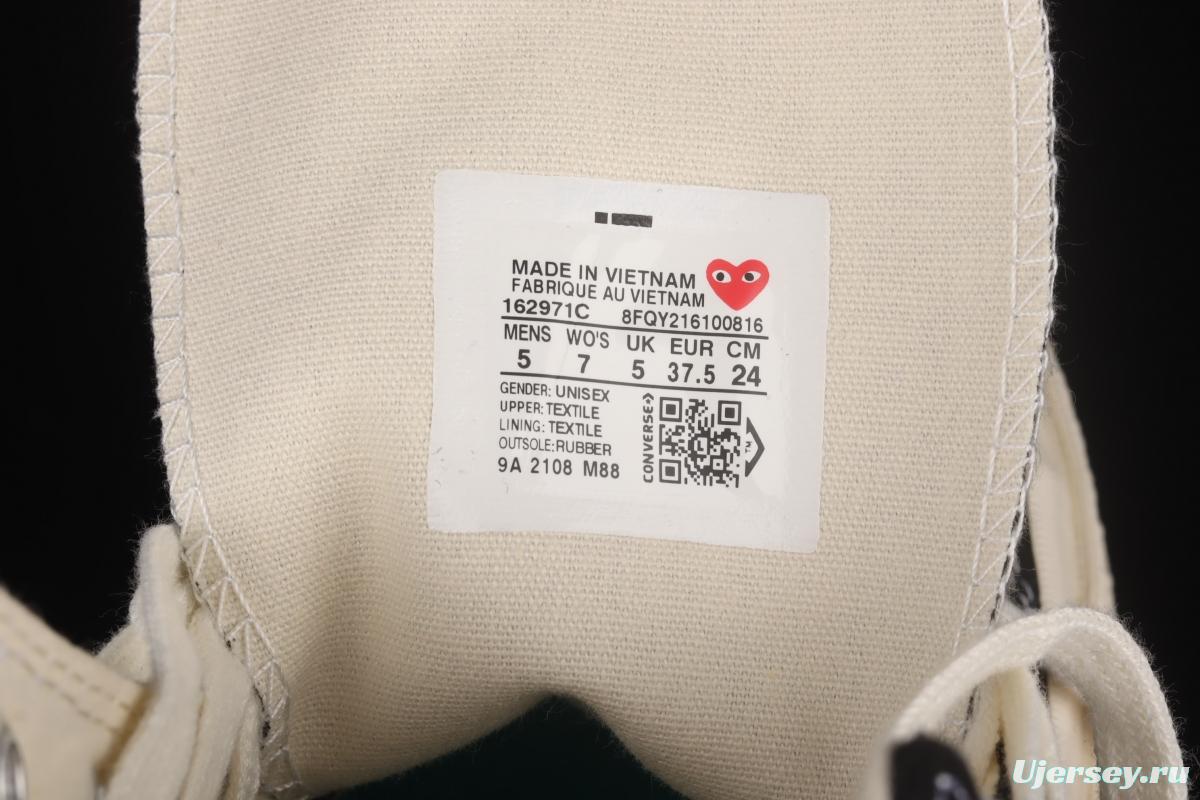 MADE IN VIETNAM
FABRIQUE AU VIETNAM
162971C 8FQY216100816
MENS WO'S UK EUR CM
5 7 5 37.5 24
GENDER: UNISEX
UPPER: TEXTILE
LINING: TEXTILE
OUTSOLE: RUBBER
9A 2108 M88
CONVERSE
Ujersey.ru